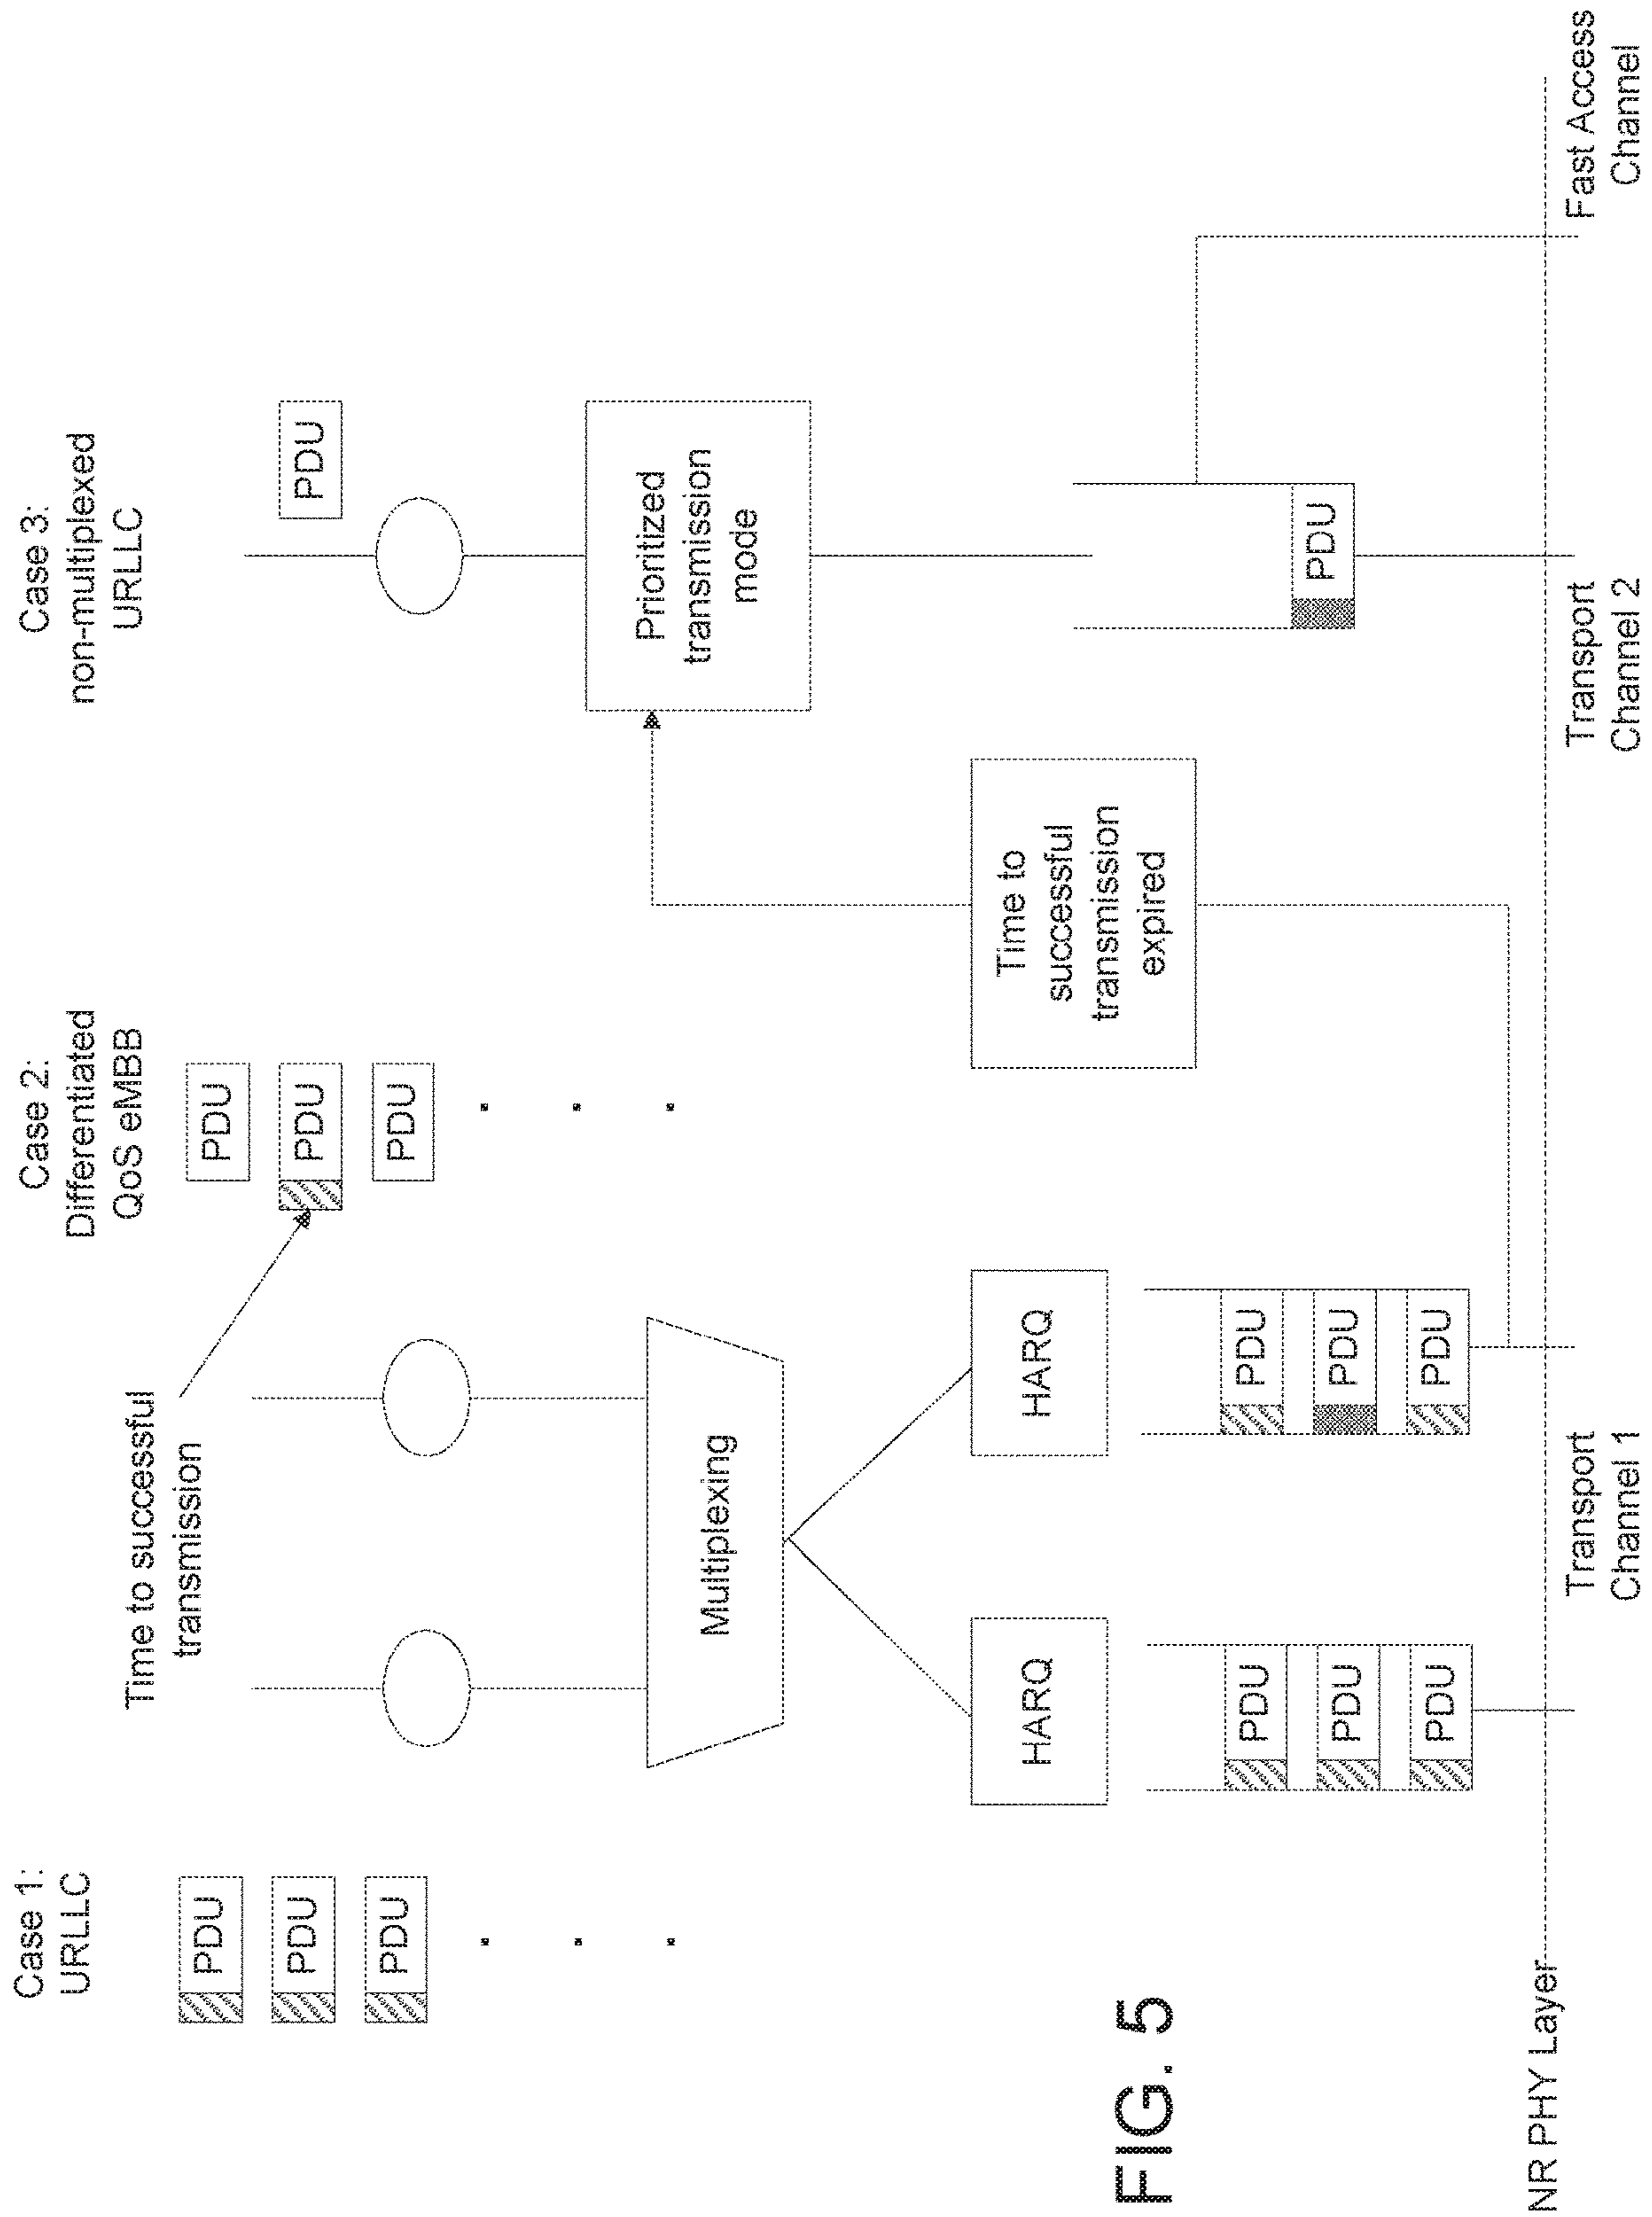 Case 1:
URLLC
Case 2:
Differentiated
QoS eMBB
Case 3:
non-multiplexed
URLLC
Time to successful
transmission
PDU
PDU
PDU
PDU
PDU
PDU
PDU
Multiplexing
Prioritized
transmission
mode
HARQ
HARQ
Time to
successful
transmission
expired
PDU
PDU
PDU
PDU
PDU
PDU
PDU
FIG. 5
NR PHY Layer
Transport
Channel 1
Transport
Channel 2
Fast Access
Channel